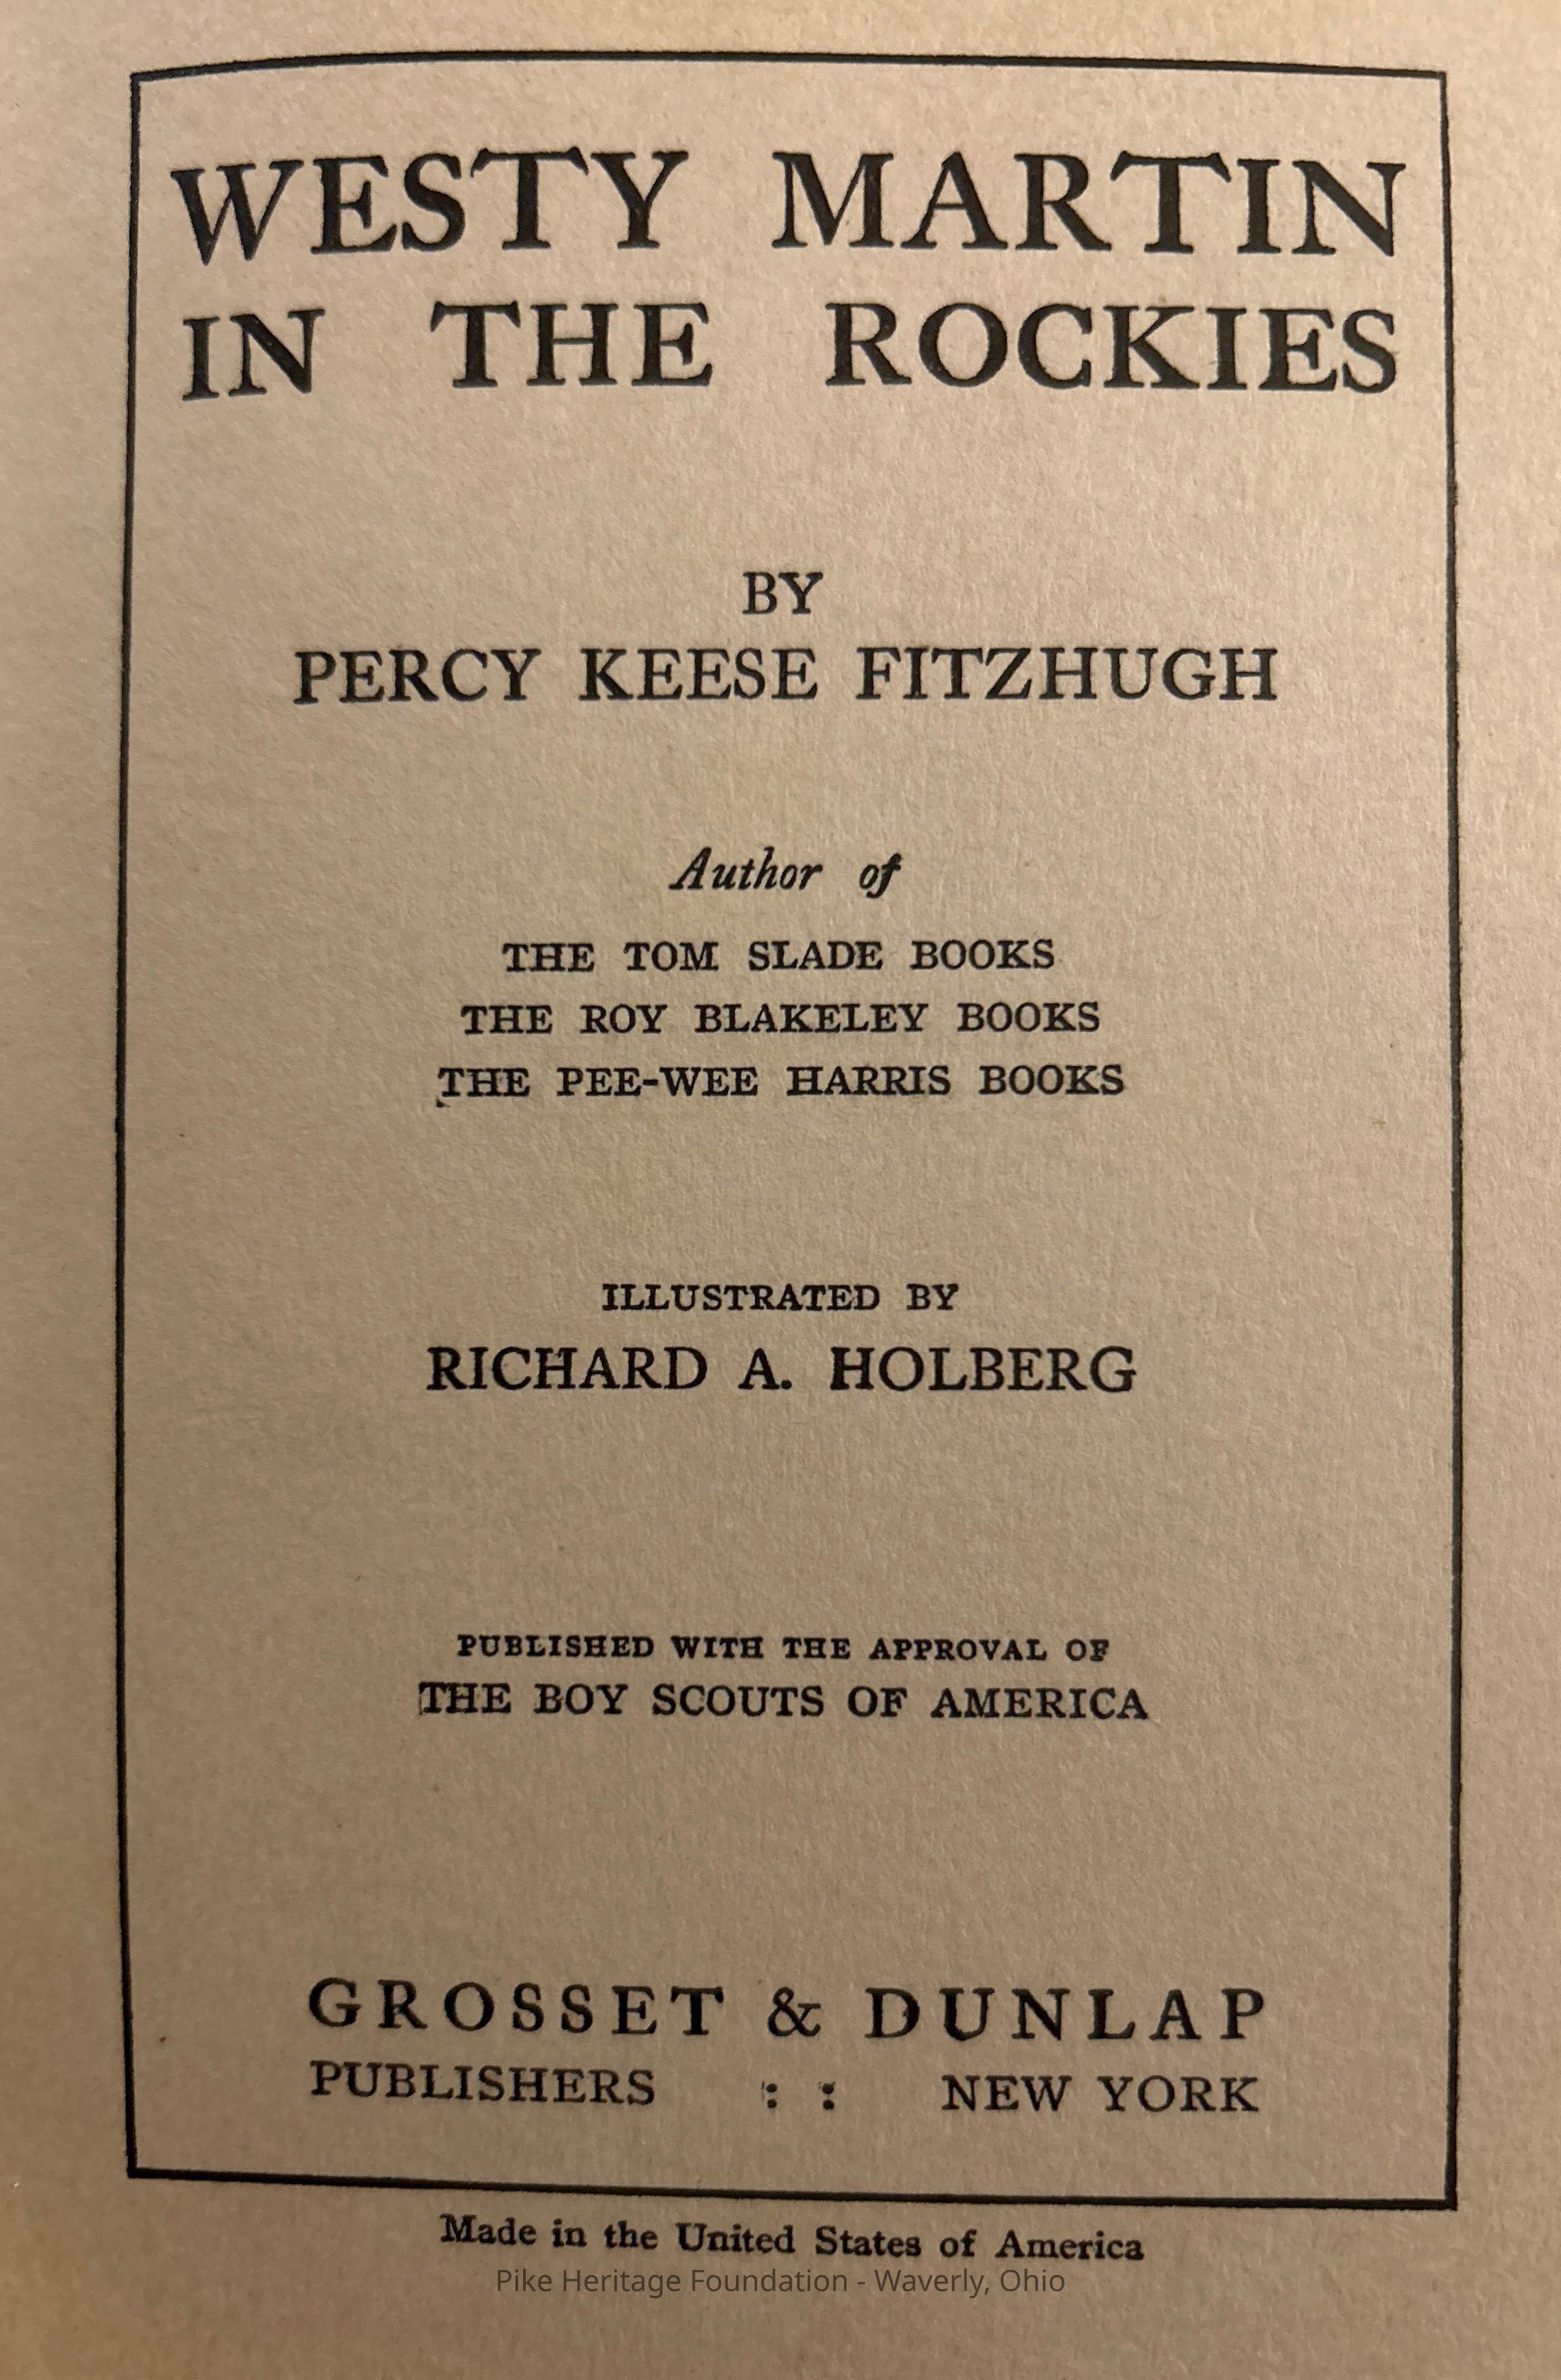 WESTY MARTIN
IN THE ROCKIES
BY
PERCY KEESE FITZHUGH
Author of
THE TOM SLADE BOOKS
THE ROY BLAKELEY BOOKS
THE PEE-WEE HARRIS BOOKS
ILLUSTRATED BY
RICHARD A. HOLBERG
PUBLISHED WITH THE APPROVAL OF
THE BOY SCOUTS OF AMERICA
GROSSET & DUNLAP
PUBLISHERS : : NEW YORK
Made in the United States of America
Pike Heritage Foundation - Waverly, Ohio